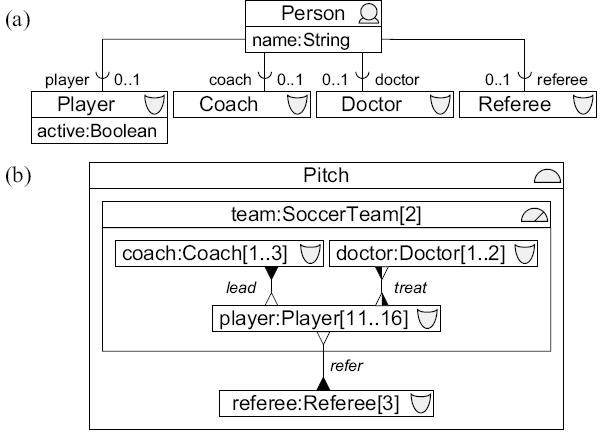 (a)
Person
name:String
player 0..1 coach 0..1 0..1 doctor 0..1 referee
Player Coach Doctor Referee
active:Boolean
(b)
Pitch
team:SoccerTeam[2]
coach:Coach[1..3] doctor:Doctor[1..2]
lead treat
player:Player[11..16]
refer
referee:Referee[3]